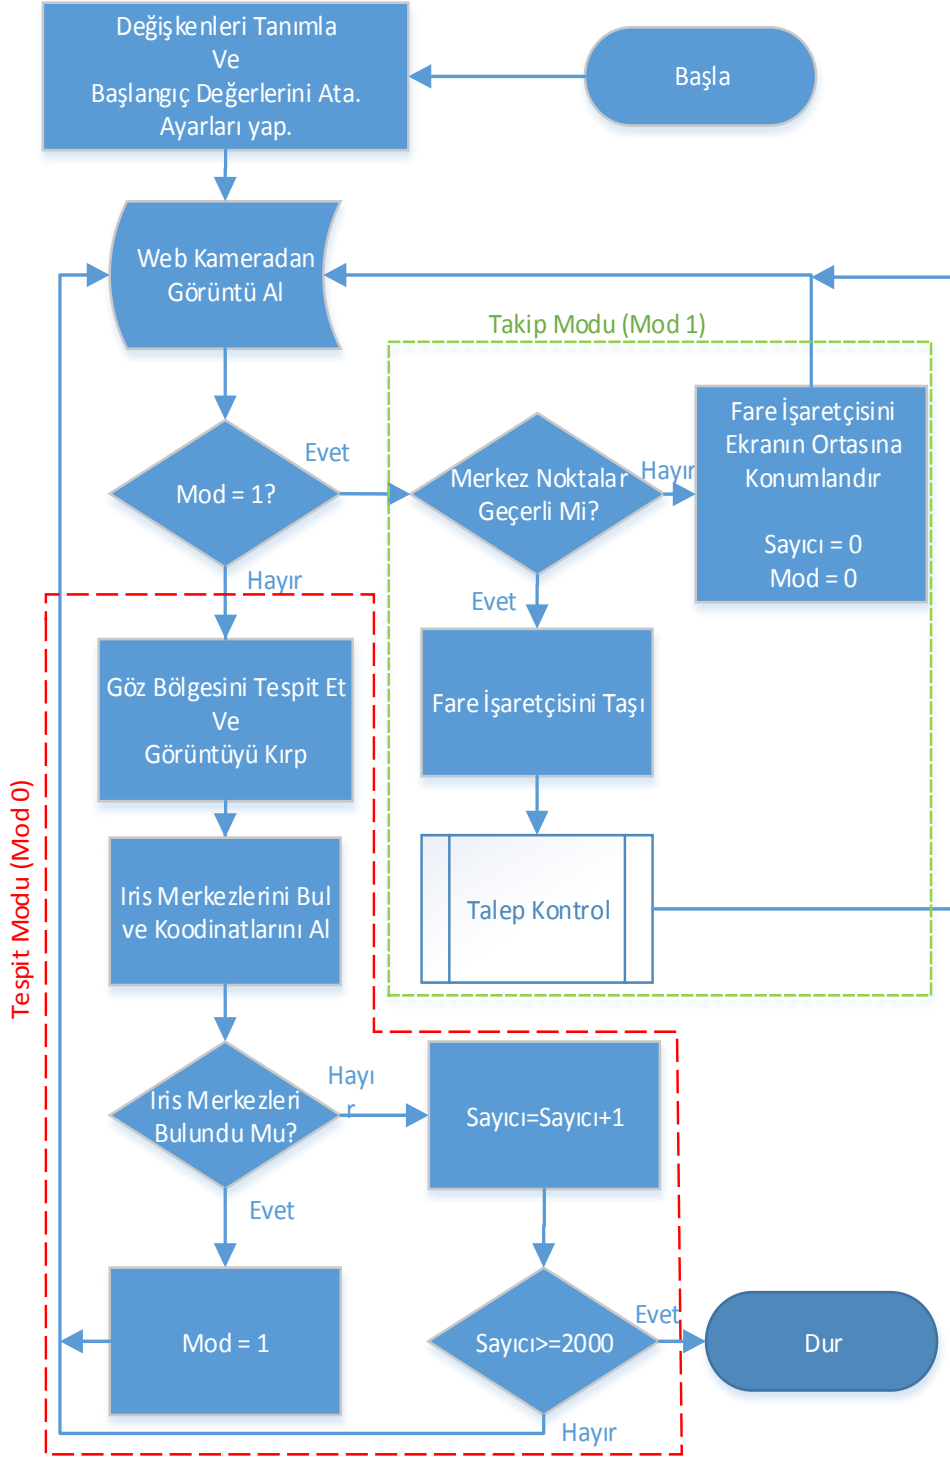 Değişkenleri Tanımla
Ve
Başlangıç Değerlerini Ata.
Ayarları yap.
Başla
Web Kameradan
Görüntü Al
Takip Modu (Mod 1)
Mod = 1?
Evet
Merkez Noktalar
Geçerli Mi?
Hayır
Fare İşaretçisini
Ekranın Ortasına
Konumlandır
Sayıcı = 0
Mod = 0
Hayır
Evet
Göz Bölgesini Tespit Et
Ve
Görüntüyü Kırp
Fare İşaretçisini Taşı
Tespit Modu (Mod 0)
Iris Merkezlerini Bul
ve Koodinatlarını Al
Talep Kontrol
Iris Merkezleri
Bulundu Mu?
Hayı
r
Sayıcı=Sayıcı+1
Evet
Mod = 1
Sayıcı>=2000
Evet
Dur
Hayır